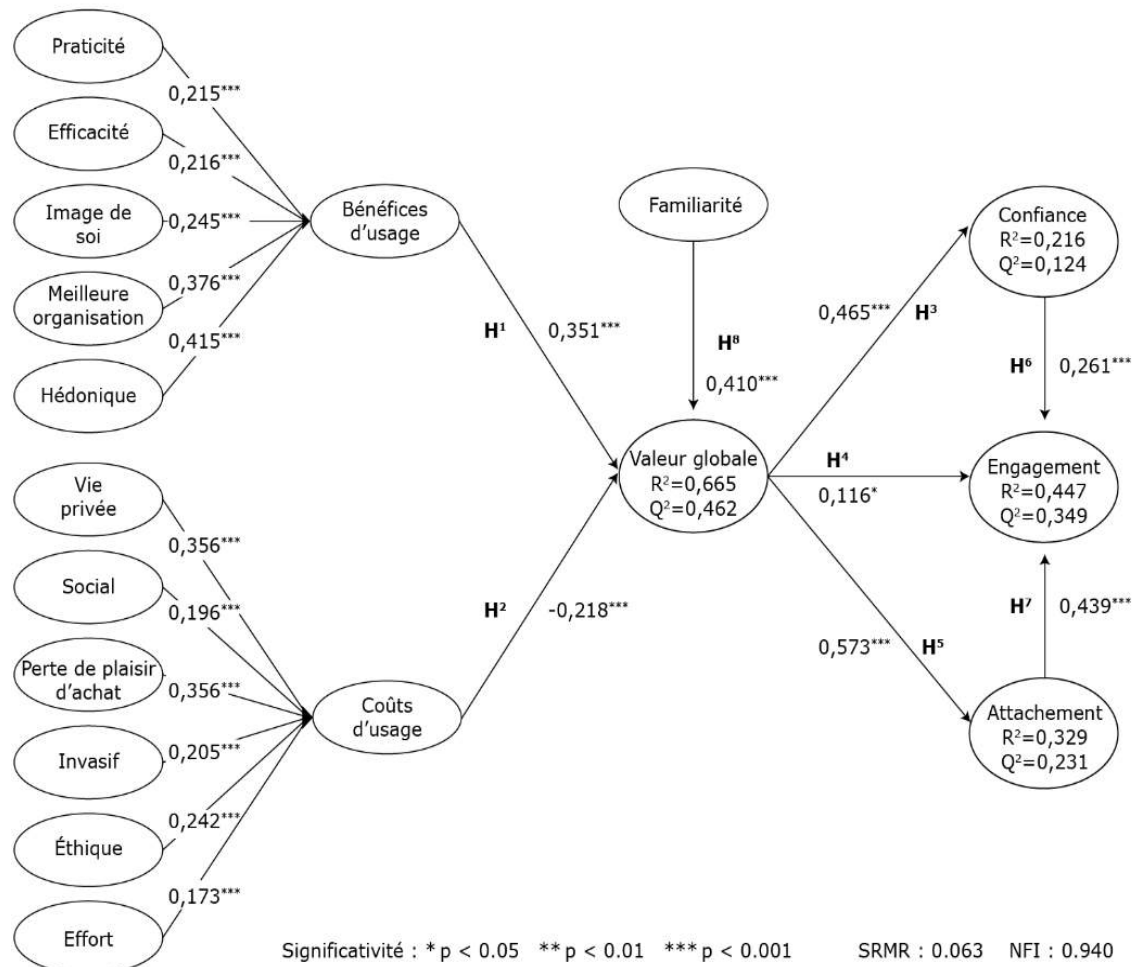 Praticité
0,215***
Efficacité
0,216***
Image de
soi
0,245***
Meilleure
organisation
0,376***
Hédonique
0,415***
Bénéfices
d’usage
Vie
privée
0,356***
Social
0,196***
Perte de plaisir
d’achat
0,356***
Invasif
0,205***
Éthique
0,242***
Effort
0,173***
Coûts
d’usage
H¹ 0,351***
H² -0,218***
Familiarité
H⁸
0,410***
Valeur globale
R²=0,665
Q²=0,462
0,465*** H³
H⁴
0,116*
0,573*** H⁵
Confiance
R²=0,216
Q²=0,124
H⁶ 0,261***
Engagement
R²=0,447
Q²=0,349
H⁷ 0,439***
Attachement
R²=0,329
Q²=0,231
Significativité : * p < 0.05 ** p < 0.01 *** p < 0.001 SRMR : 0.063 NFI : 0.940